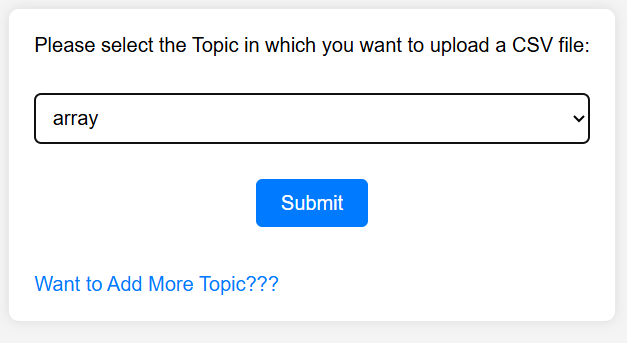 Please select the Topic in which you want to upload a CSV file:
array
Submit
Want to Add More Topic???